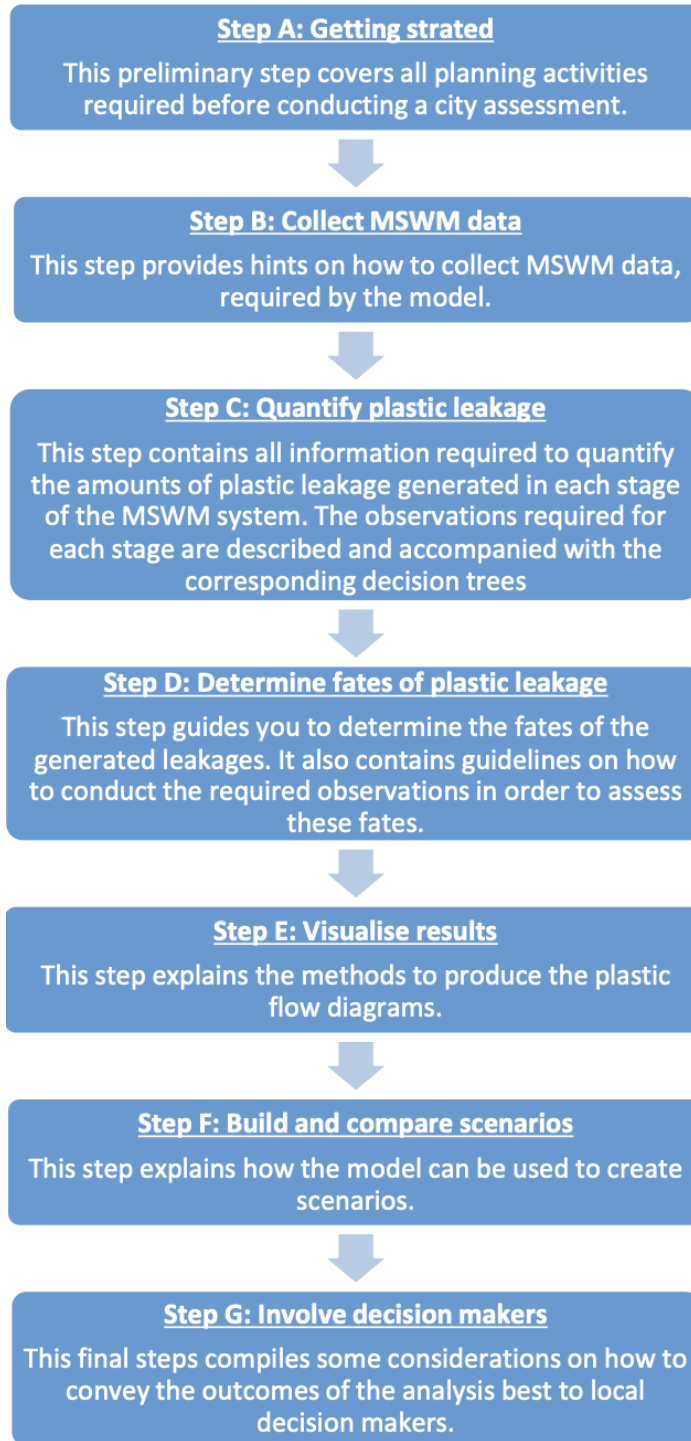 Step A: Getting strated
This preliminary step covers all planning activities
required before conducting a city assessment.
Step B: Collect MSWM data
This step provides hints on how to collect MSWM data,
required by the model.
Step C: Quantify plastic leakage
This step contains all information required to quantify
the amounts of plastic leakage generated in each stage
of the MSWM system. The observations required for
each stage are described and accompanied with the
corresponding decision trees
Step D: Determine fates of plastic leakage
This step guides you to determine the fates of the
generated leakages. It also contains guidelines on how
to conduct the required observations in order to assess
these fates.
Step E: Visualise results
This step explains the methods to produce the plastic
flow diagrams.
Step F: Build and compare scenarios
This step explains how the model can be used to create
scenarios.
Step G: Involve decision makers
This final steps compiles some considerations on how to
convey the outcomes of the analysis best to local
decision makers.